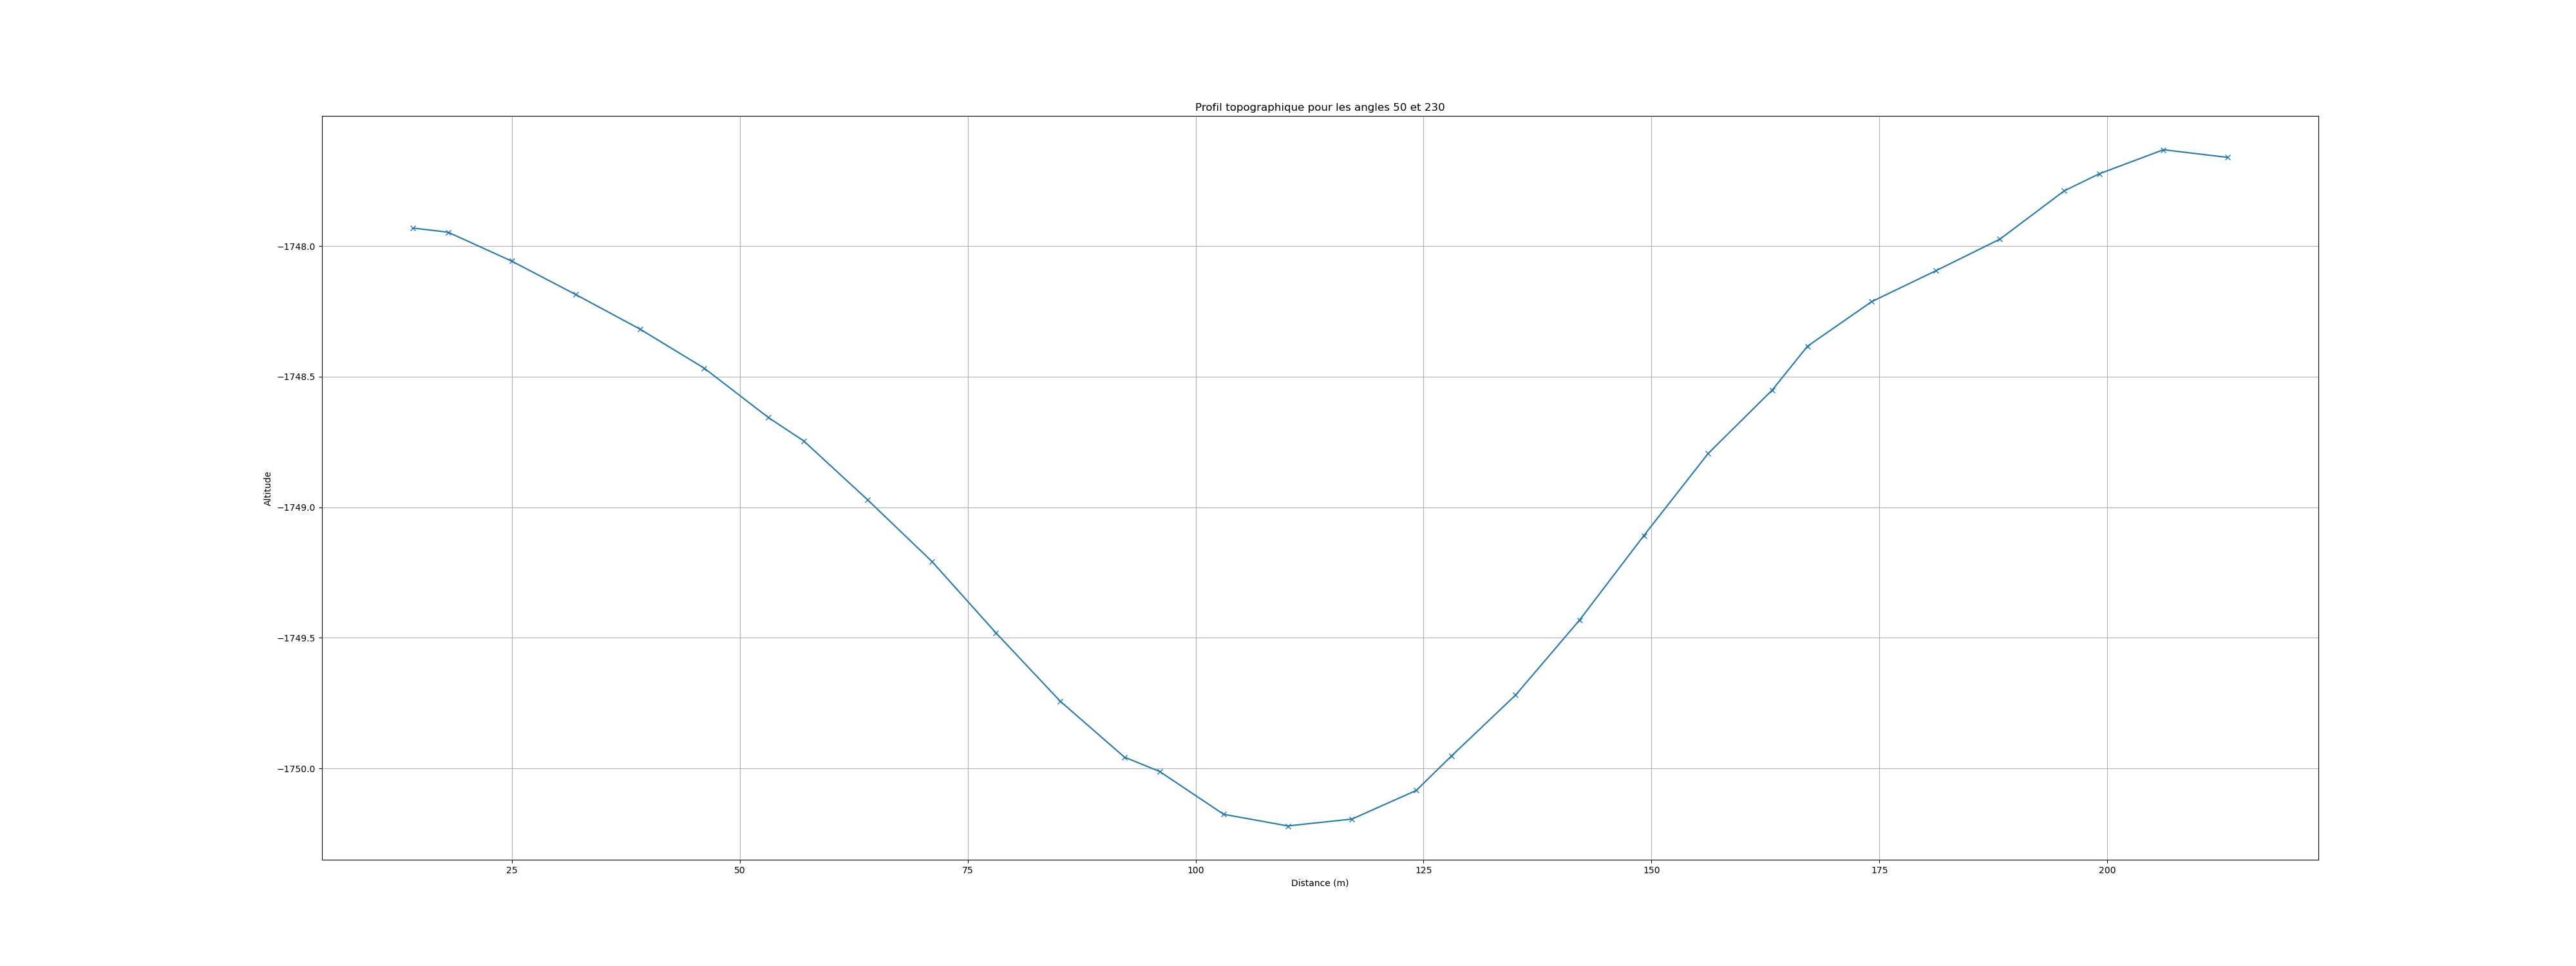 Profil topographique pour les angles 50 et 230
Altitude
−1748.0
−1748.5
−1749.0
−1749.5
−1750.0
25 50 75 100 125 150 175 200
Distance (m)